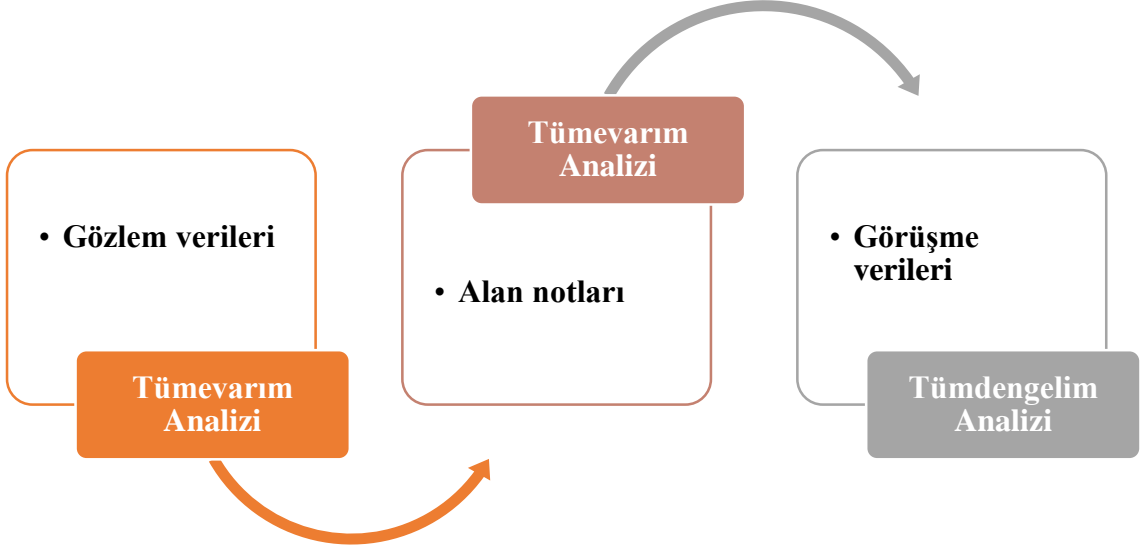 • Gözlem verileri
Tümevarım
Analizi
Tümevarım
Analizi
• Alan notları
• Görüşme
verileri
Tümdengelim
Analizi